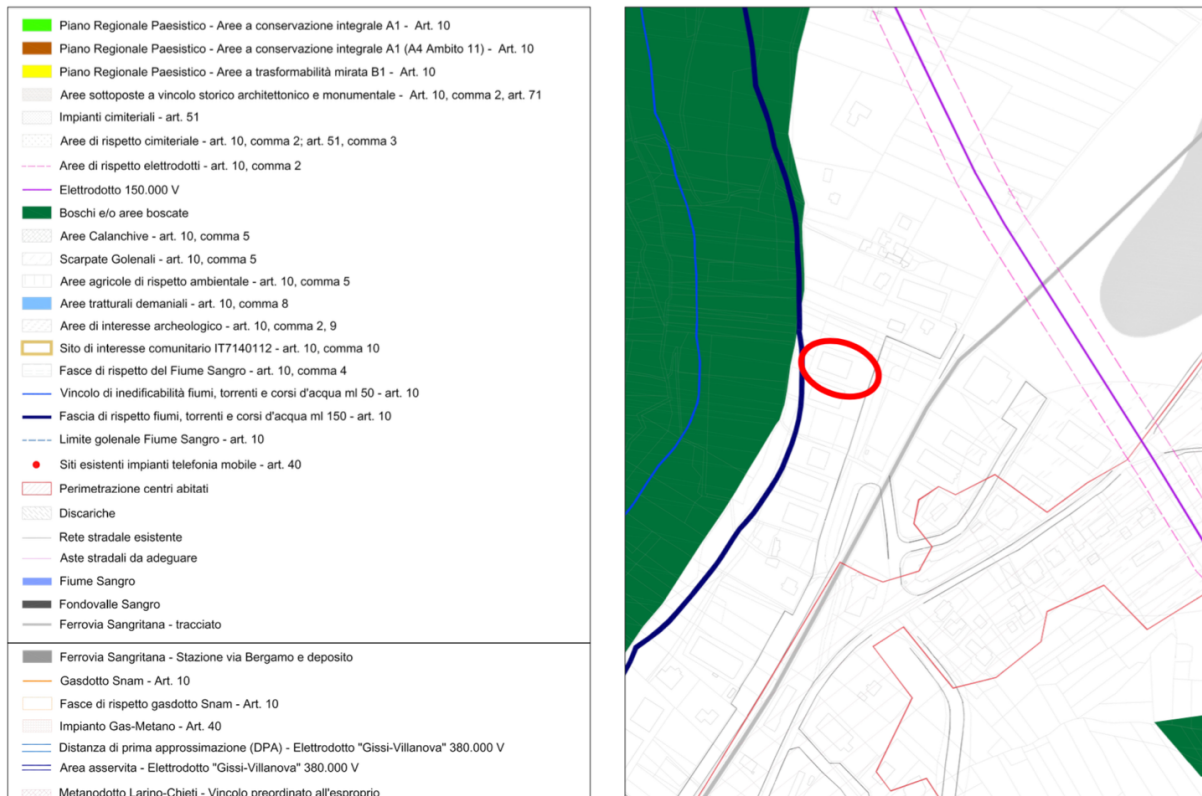 Piano Regionale Paesistico - Aree a conservazione integrale A1 - Art. 10
Piano Regionale Paesistico - Aree a conservazione integrale A1 (A4 Ambito 11) - Art. 10
Piano Regionale Paesistico - Aree a trasformabilità mirata B1 - Art. 10
Aree sottoposte a vincolo storico architettonico e monumentale - Art. 10, comma 2, art. 71
Impianti cimiteriali - art. 51
Aree di rispetto cimiteriale - art. 10, comma 2; art. 51, comma 3
Aree di rispetto elettrodotti - art. 10, comma 2
Elettrodotto 150.000 V
Boschi e/o aree boscate
Aree Calanchive - art. 10, comma 5
Scarpate Golenali - art. 10, comma 5
Aree agricole di rispetto ambientale - art. 10, comma 5
Aree tratturali demaniali - art. 10, comma 8
Aree di interesse archeologico - art. 10, comma 2, 9
Sito di interesse comunitario IT7140112 - art. 10, comma 10
Fasce di rispetto del Fiume Sangro - art. 10, comma 4
Vincolo di inedificabilità fiumi, torrenti e corsi d'acqua ml 50 - art. 10
Fascia di rispetto fiumi, torrenti e corsi d'acqua ml 150 - art. 10
Limite golenale Fiume Sangro - art. 10
Siti esistenti impianti telefonia mobile - art. 40
Perimetrazione centri abitati
Discariche
Rete stradale esistente
Aste stradali da adeguare
Fiume Sangro
Fondovalle Sangro
Ferrovia Sangritana - tracciato
Ferrovia Sangritana - Stazione via Bergamo e deposito
Gasdotto Snam - Art. 10
Fasce di rispetto gasdotto Snam - Art. 10
Impianto Gas-Metano - Art. 40
Distanza di prima approssimazione (DPA) - Elettrodotto "Gissi-Villanova" 380.000 V
Area asservita - Elettrodotto "Gissi-Villanova" 380.000 V
Metanodotto Larino-Chieti - Vincolo preordinato all'esproprio